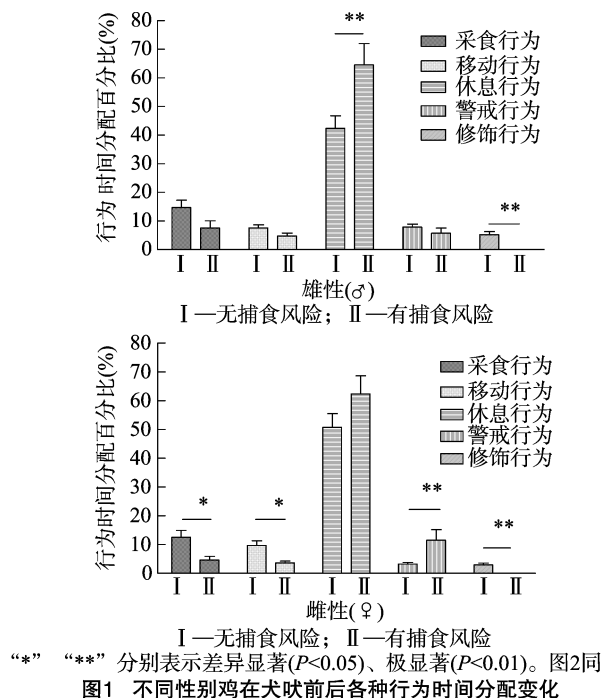 行为 时间分配百分比(%)
80
70
60
50
40
30
20
10
0
**
**
采食行为
移动行为
休息行为
警戒行为
修饰行为
Ⅰ Ⅱ Ⅰ Ⅱ Ⅰ Ⅱ Ⅰ Ⅱ Ⅰ Ⅱ
雄性(♂)
Ⅰ—无捕食风险；Ⅱ—有捕食风险
行为时间分配百分比(%)
80
70
60
50
40
30
20
10
0
*
*
**
**
采食行为
移动行为
休息行为
警戒行为
修饰行为
Ⅰ Ⅱ Ⅰ Ⅱ Ⅰ Ⅱ Ⅰ Ⅱ Ⅰ Ⅱ
雌性(♀)
Ⅰ—无捕食风险；Ⅱ—有捕食风险
“*” “**”分别表示差异显著(P<0.05)、极显著(P<0.01)。图2同
图1 不同性别鸡在犬吠前后各种行为时间分配变化